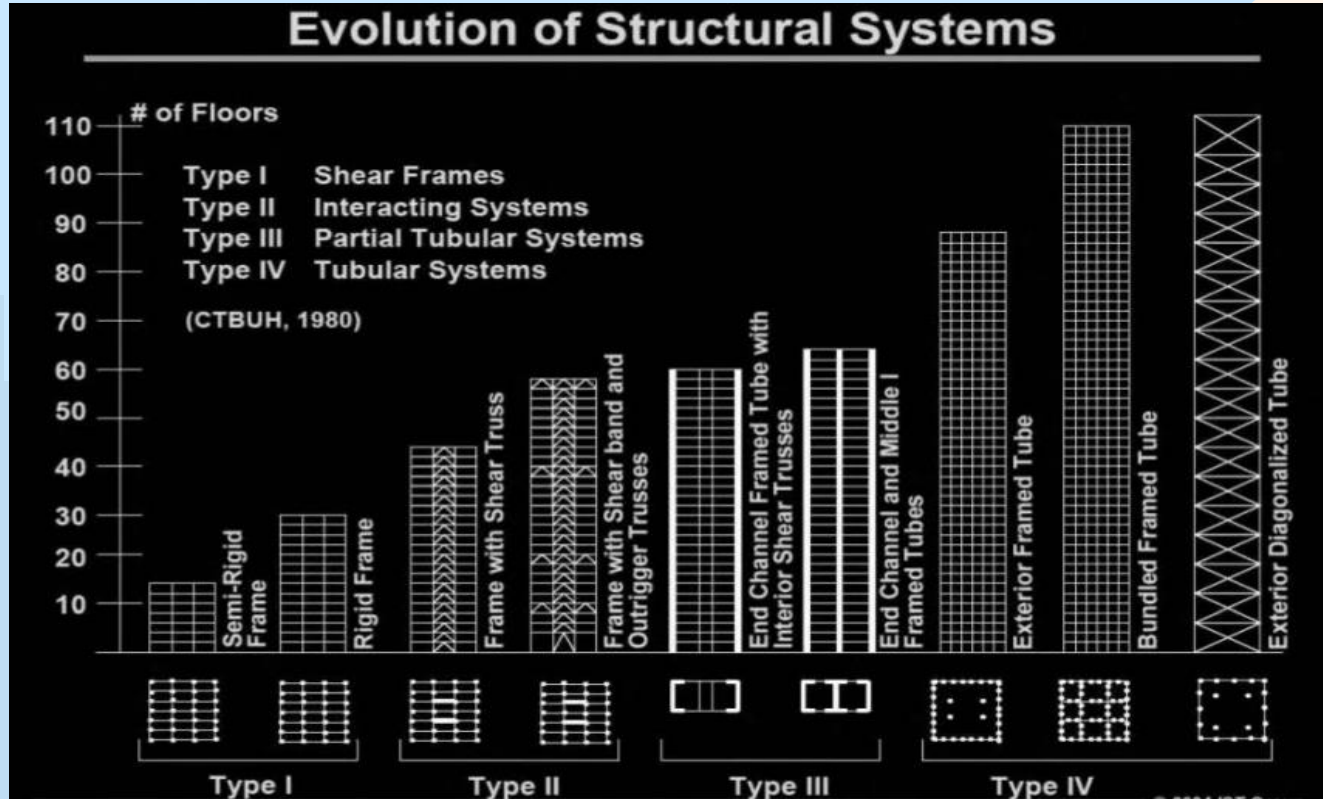 Evolution of Structural Systems
# of Floors
110
100
90
80
70
60
50
40
30
20
10
Type I Shear Frames
Type II Interacting Systems
Type III Partial Tubular Systems
Type IV Tubular Systems
(CTBUH, 1980)
Semi-Rigid
Frame
Rigid Frame
Frame with Shear Truss
Frame with Shear band and
Outrigger Trusses
End Channel Framed Tube with
Interior Shear Trusses
End Channel and Middle I
Framed Tubes
Exterior Framed Tube
Bundled Framed Tube
Exterior Diagonalized Tube
Type I
Type II
Type III
Type IV